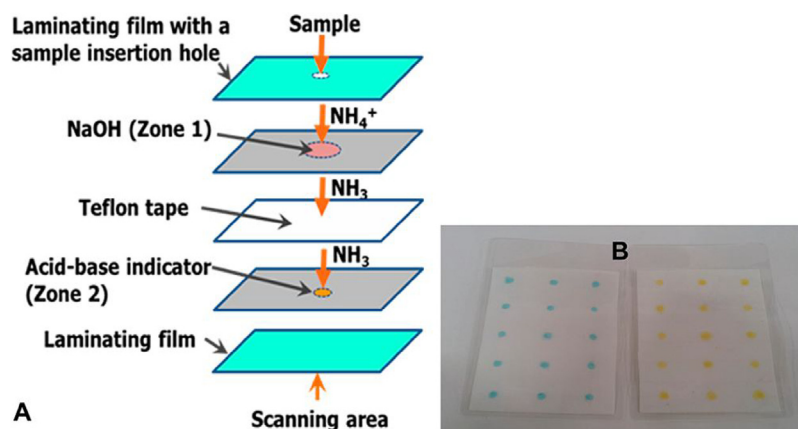 Laminating film with a
sample insertion hole
Sample
NH₄⁺
NaOH (Zone 1)
NH₃
Teflon tape
NH₃
Acid-base indicator
(Zone 2)
Laminating film
A
Scanning area
B